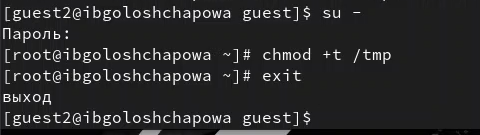 [guest2@ibgoloshchapowa guest]$ su -
Пароль:
[root@ibgoloshchapowa ~]# chmod +t /tmp
[root@ibgoloshchapowa ~]# exit
выход
[guest2@ibgoloshchapowa guest]$